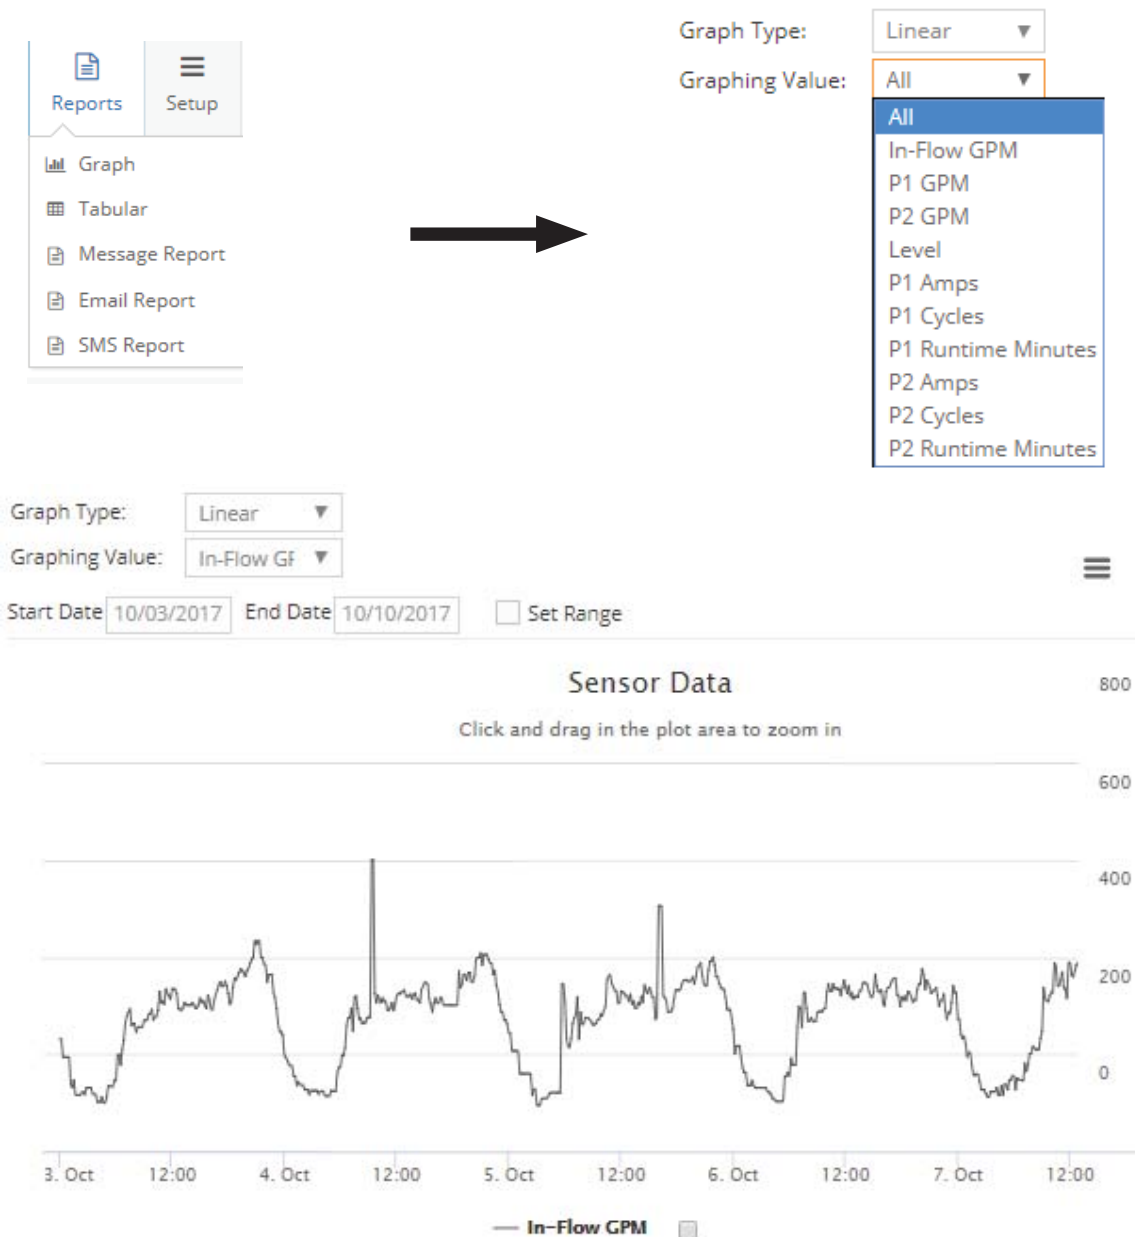 Reports Setup
Graph
Tabular
Message Report
Email Report
SMS Report
Graph Type: Linear
Graphing Value: All
All
In-Flow GPM
P1 GPM
P2 GPM
Level
P1 Amps
P1 Cycles
P1 Runtime Minutes
P2 Amps
P2 Cycles
P2 Runtime Minutes
Graph Type: Linear
Graphing Value: In-Flow GF
Start Date 10/03/2017 End Date 10/10/2017 Set Range
Sensor Data
Click and drag in the plot area to zoom in
800
600
400
200
0
3. Oct 12:00 4. Oct 12:00 5. Oct 12:00 6. Oct 12:00 7. Oct 12:00
In-Flow GPM